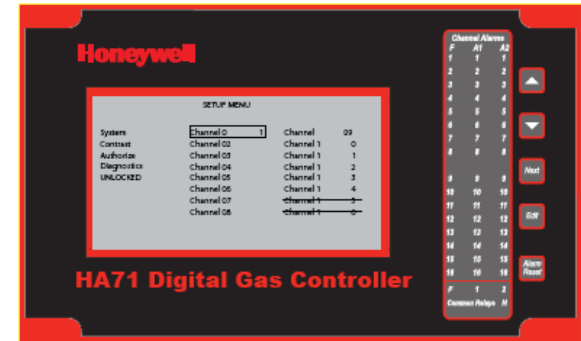 Honeywell
SETUP MENU
System Channel 0 1 Channel 09
Contrast Channel 02 Channel 1 0
Authorize Channel 03 Channel 1 1
Diagnostics Channel 04 Channel 1 2
UNLOCKED Channel 05 Channel 1 3
Channel 06 Channel 1 4
Channel 07 Channel 1 5
Channel 08 Channel 1 6
HA71 Digital Gas Controller
Channel Alarms
F A1 A2
1 1 1
2 2 2
3 3 3
4 4 4
5 5 5
6 6 6
7 7 7
8 8 8
9 9 9
10 10 10
11 11 11
12 12 12
13 13 13
14 14 14
15 15 15
16 16 16
F 1 2
Common Relays H
Next
Edit
Alarm
Reset